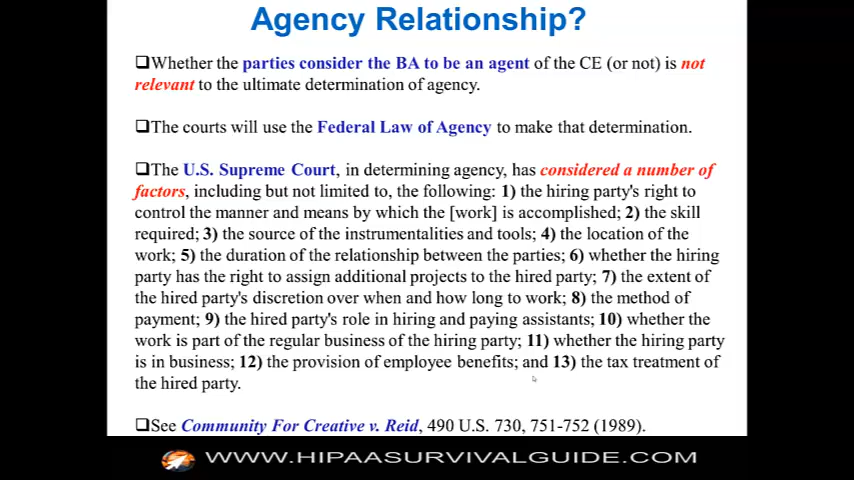 Agency Relationship?
❑Whether the parties consider the BA to be an agent of the CE (or not) is not
relevant to the ultimate determination of agency.
❑The courts will use the Federal Law of Agency to make that determination.
❑The U.S. Supreme Court, in determining agency, has considered a number of
factors, including but not limited to, the following: 1) the hiring party's right to
control the manner and means by which the [work] is accomplished; 2) the skill
required; 3) the source of the instrumentalities and tools; 4) the location of the
work; 5) the duration of the relationship between the parties; 6) whether the hiring
party has the right to assign additional projects to the hired party; 7) the extent of
the hired party's discretion over when and how long to work; 8) the method of
payment; 9) the hired party's role in hiring and paying assistants; 10) whether the
work is part of the regular business of the hiring party; 11) whether the hiring party
is in business; 12) the provision of employee benefits; and 13) the tax treatment of
the hired party.
❑See Community For Creative v. Reid, 490 U.S. 730, 751-752 (1989).
WWW.HIPAASURVIVALGUIDE.COM